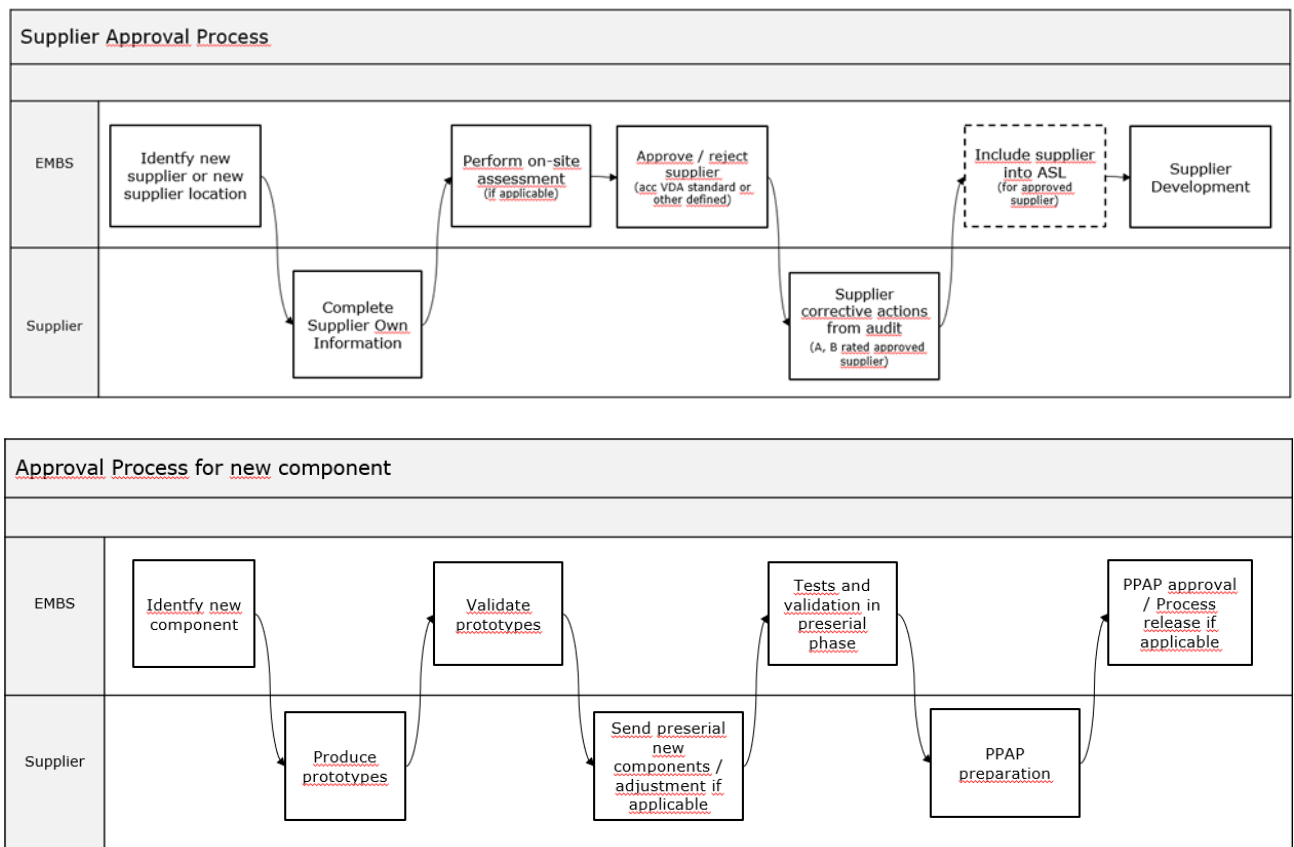 Supplier Approval Process
EMBS
Identfy new
supplier or new
supplier location
Perform on-site
assessment
(if applicable)
Approve / reject
supplier
(acc VDA standard or
other defined)
Include supplier
into ASL
(for approved
supplier)
Supplier
Development
Supplier
Complete
Supplier Own
Information
Supplier
corrective actions
from audit
(A, B rated approved
supplier)
Approval Process for new component
EMBS
Identfy new
component
Validate
prototypes
Tests and
validation in
preserial
phase
PPAP approval
/ Process
release if
applicable
Supplier
Produce
prototypes
Send preserial
new
components /
adjustment if
applicable
PPAP
preparation